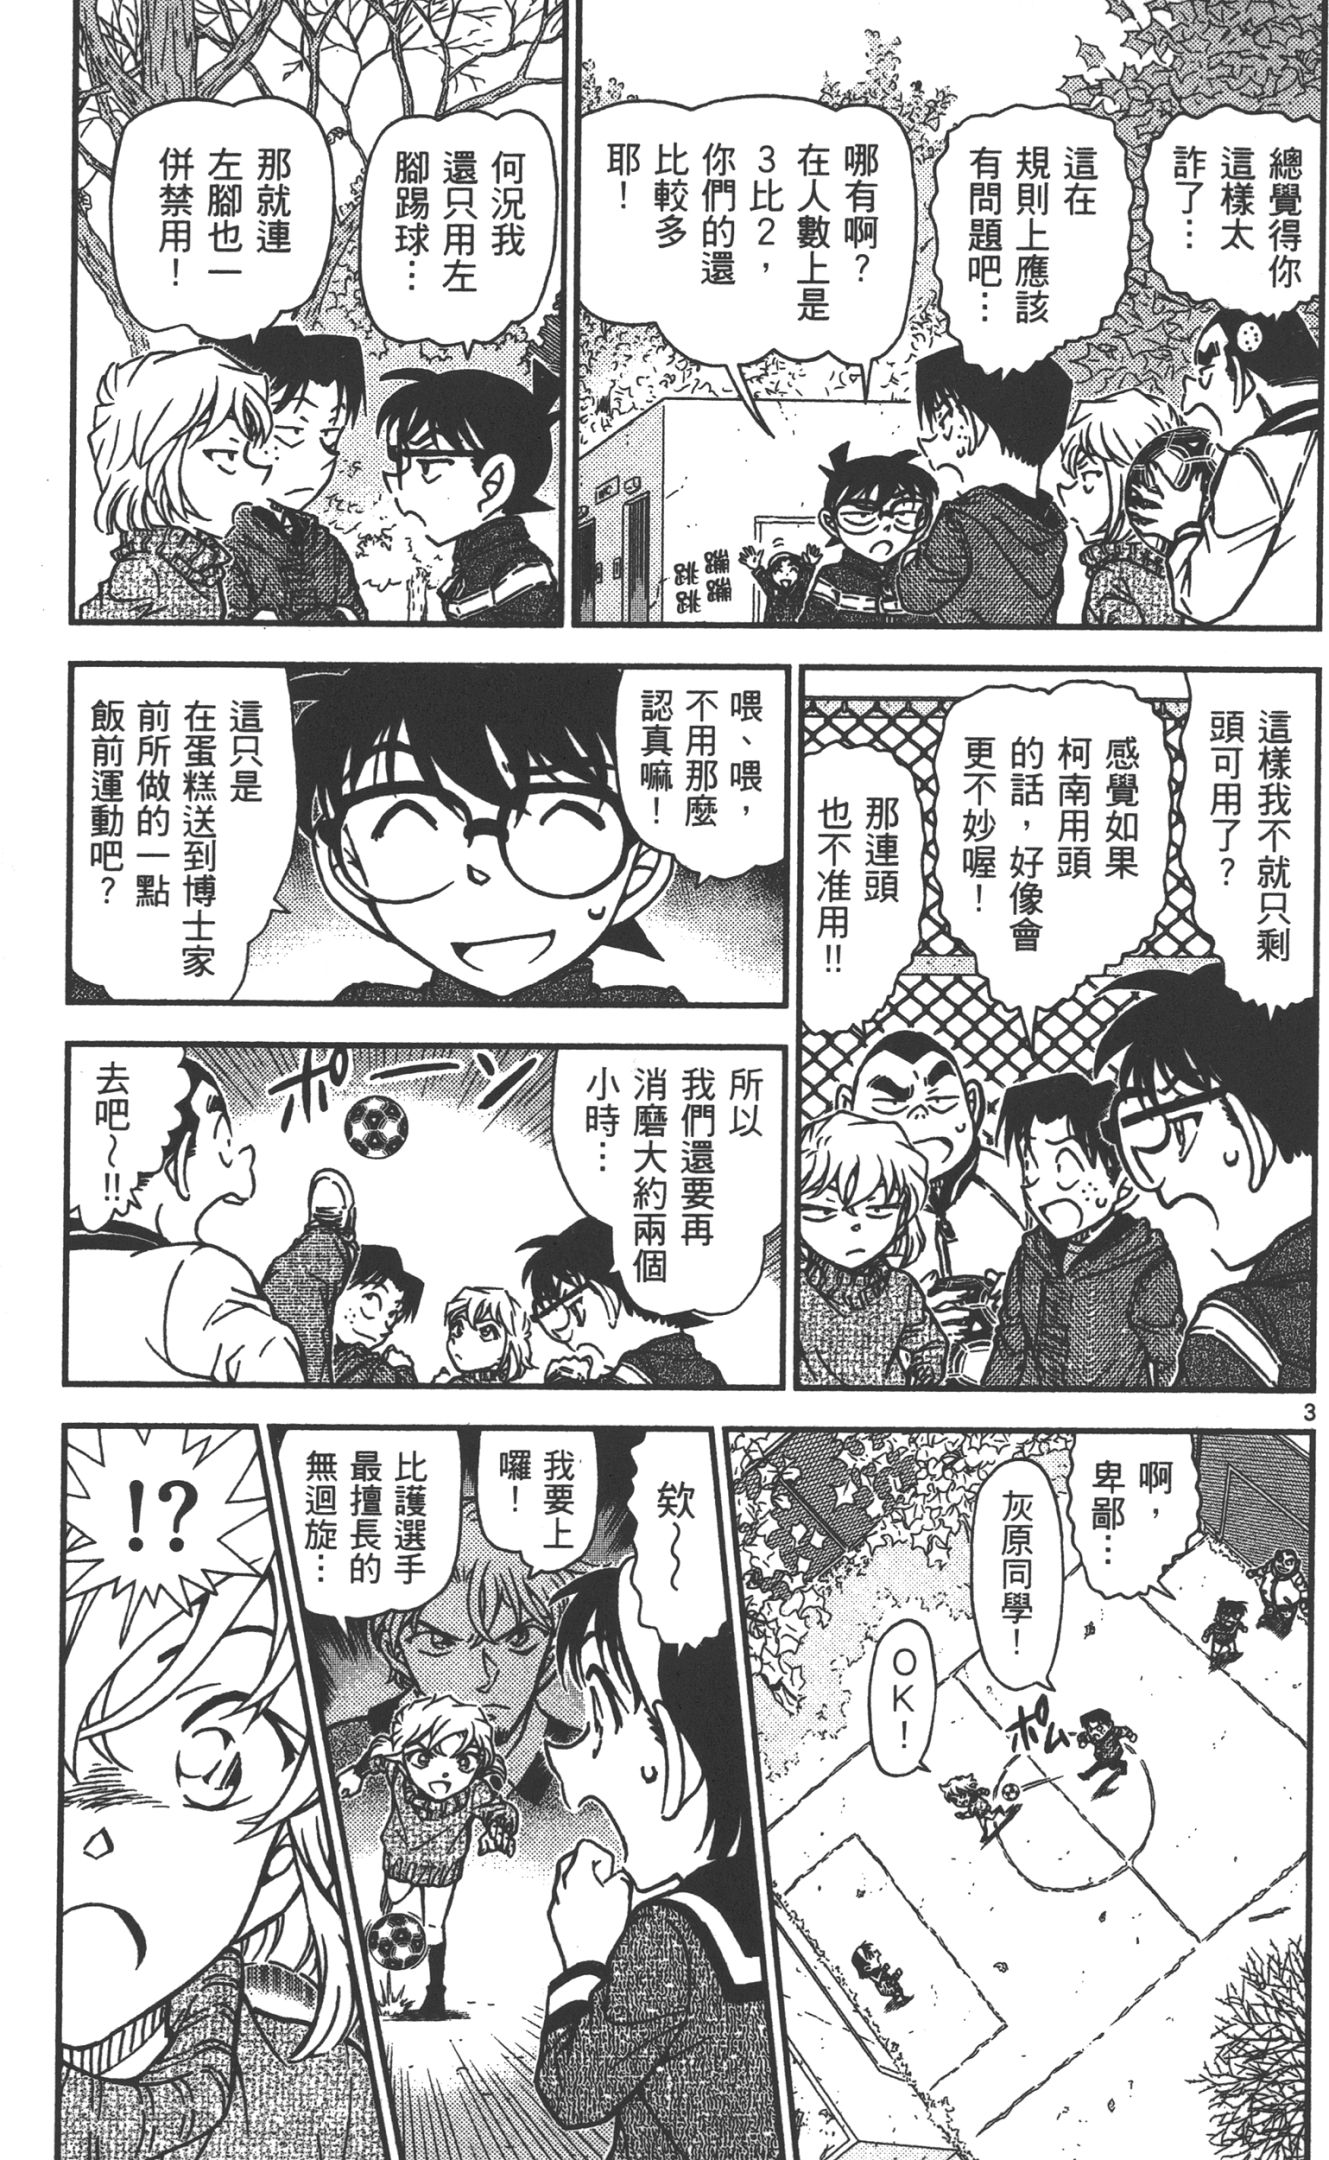 總覺得你
這樣太
詐了…
這在
規則上應該
有問題吧…
哪有啊？
在人數上是
3比2，
你們的還
比較多
耶！
蹦蹦
跳跳
何況我
還只用左
腳踢球…
那就連
左腳也一
併禁用！
這樣我不就只剩
頭可用了？
感覺如果
柯南用頭
的話，好像會
更不妙喔！
那連頭
也不准用!!
喂、喂，
不用那麼
認真嘛！
這只是
在蛋糕送到博士家
前所做的一點
飯前運動吧？
所以
我們還要再
消磨大約兩個
小時…
ポーン
去吧～!!
3
啊，
卑鄙…
灰原同學！
ポムー
OK！
欸～
我要上
囉！
比護選手
最擅長的
無迴旋…
!?